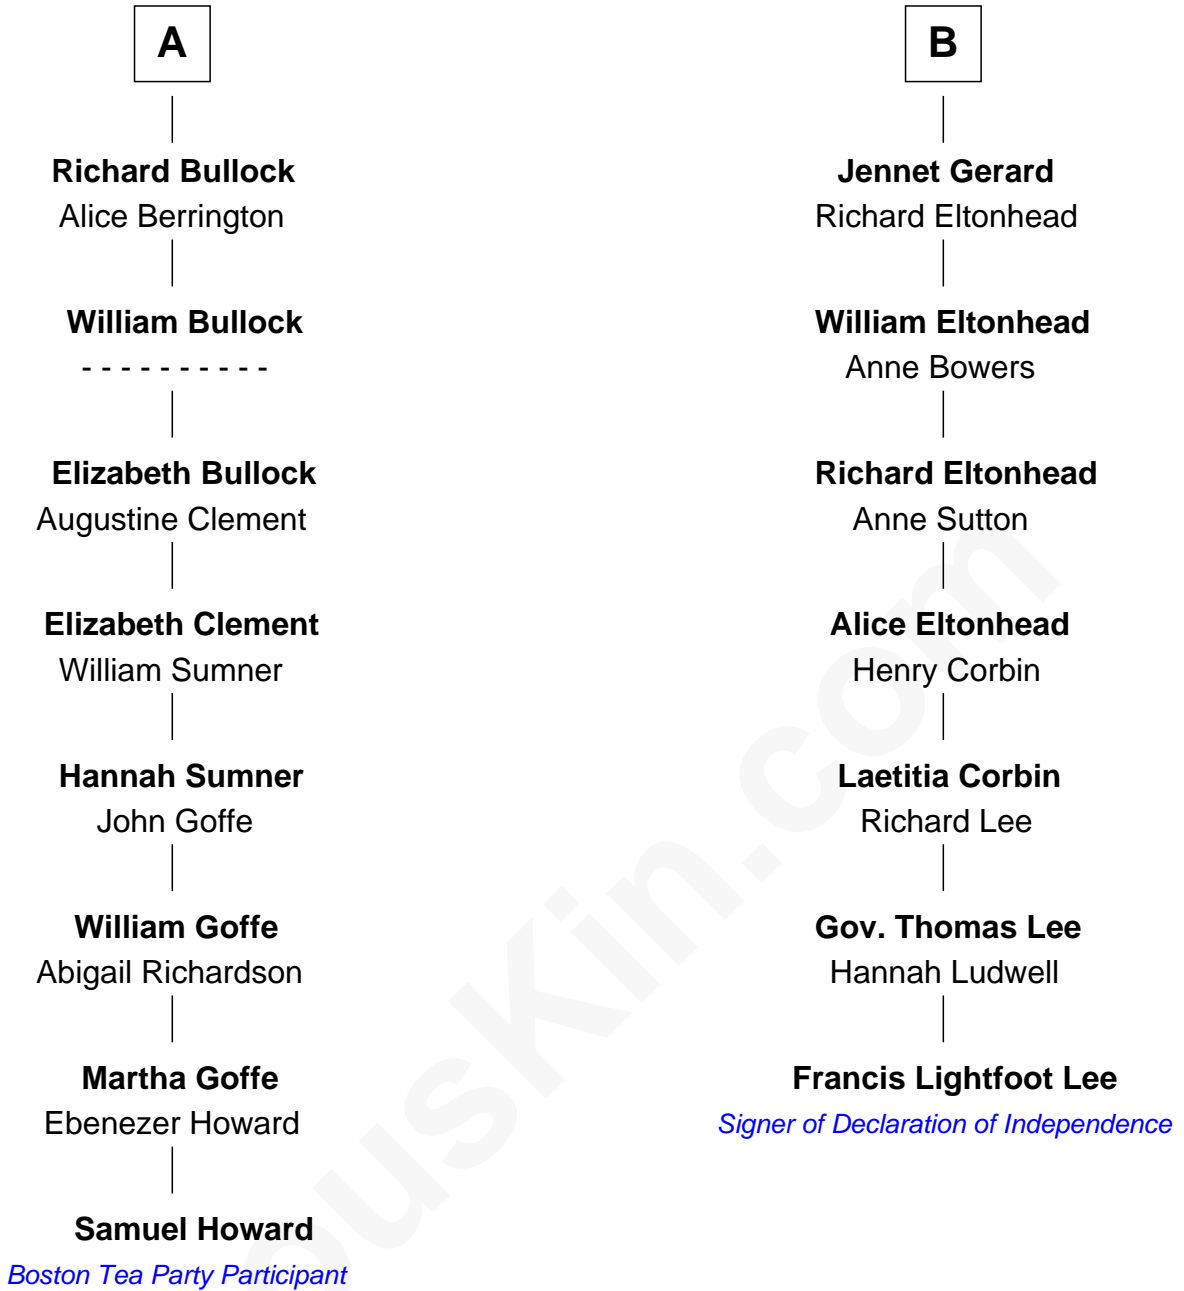 A
Richard Bullock
Alice Berrington
William Bullock
- - - - - - - - - -
Elizabeth Bullock
Augustine Clement
Elizabeth Clement
William Sumner
Hannah Sumner
John Goffe
William Goffe
Abigail Richardson
Martha Goffe
Ebenezer Howard
Samuel Howard
Boston Tea Party Participant
B
Jennet Gerard
Richard Eltonhead
William Eltonhead
Anne Bowers
Richard Eltonhead
Anne Sutton
Alice Eltonhead
Henry Corbin
Laetitia Corbin
Richard Lee
Gov. Thomas Lee
Hannah Ludwell
Francis Lightfoot Lee
Signer of Declaration of Independence
ousKin.com